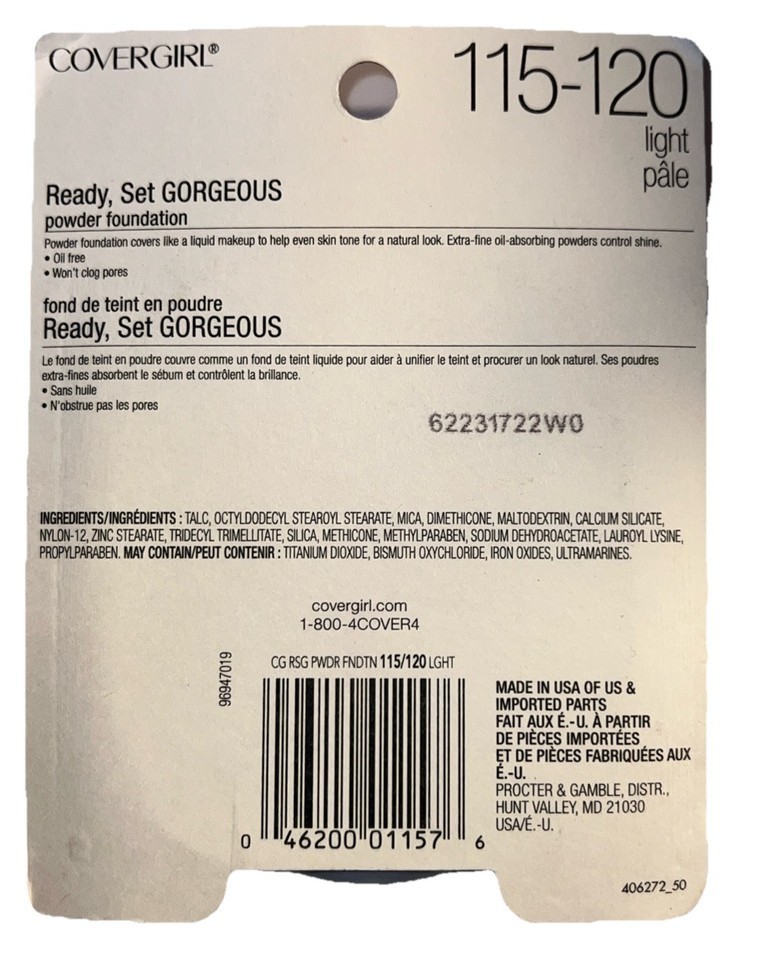 COVERGIRL®
115-120
light
pâle
Ready, Set GORGEOUS
powder foundation
Powder foundation covers like a liquid makeup to help even skin tone for a natural look. Extra-fine oil-absorbing powders control shine.
• Oil free
• Won't clog pores
fond de teint en poudre
Ready, Set GORGEOUS
Le fond de teint en poudre couvre comme un fond de teint liquide pour aider à unifier le teint et procurer un look naturel. Ses poudres
extra-fines absorbent le sébum et contrôlent la brillance.
• Sans huile
• N'obstrue pas les pores
62231722W0
INGREDIENTS/INGRÉDIENTS : TALC, OCTYLDODECYL STEAROYL STEARATE, MICA, DIMETHICONE, MALTODEXTRIN, CALCIUM SILICATE,
NYLON-12, ZINC STEARATE, TRIDECYL TRIMELLITATE, SILICA, METHICONE, METHYLPARABEN, SODIUM DEHYDROACETATE, LAUROYL LYSINE,
PROPYLPARABEN. MAY CONTAIN/PEUT CONTENIR : TITANIUM DIOXIDE, BISMUTH OXYCHLORIDE, IRON OXIDES, ULTRAMARINES.
covergirl.com
1-800-4COVER4
96947019
CG RSG PWDR FNDTN 115/120 LGHT
0 46200 01157 6
MADE IN USA OF US &
IMPORTED PARTS
FAIT AUX É.-U. À PARTIR
DE PIÈCES IMPORTÉES
ET DE PIÈCES FABRIQUÉES AUX
É.-U.
PROCTER & GAMBLE, DISTR.,
HUNT VALLEY, MD 21030
USA/É.-U.
406272_50